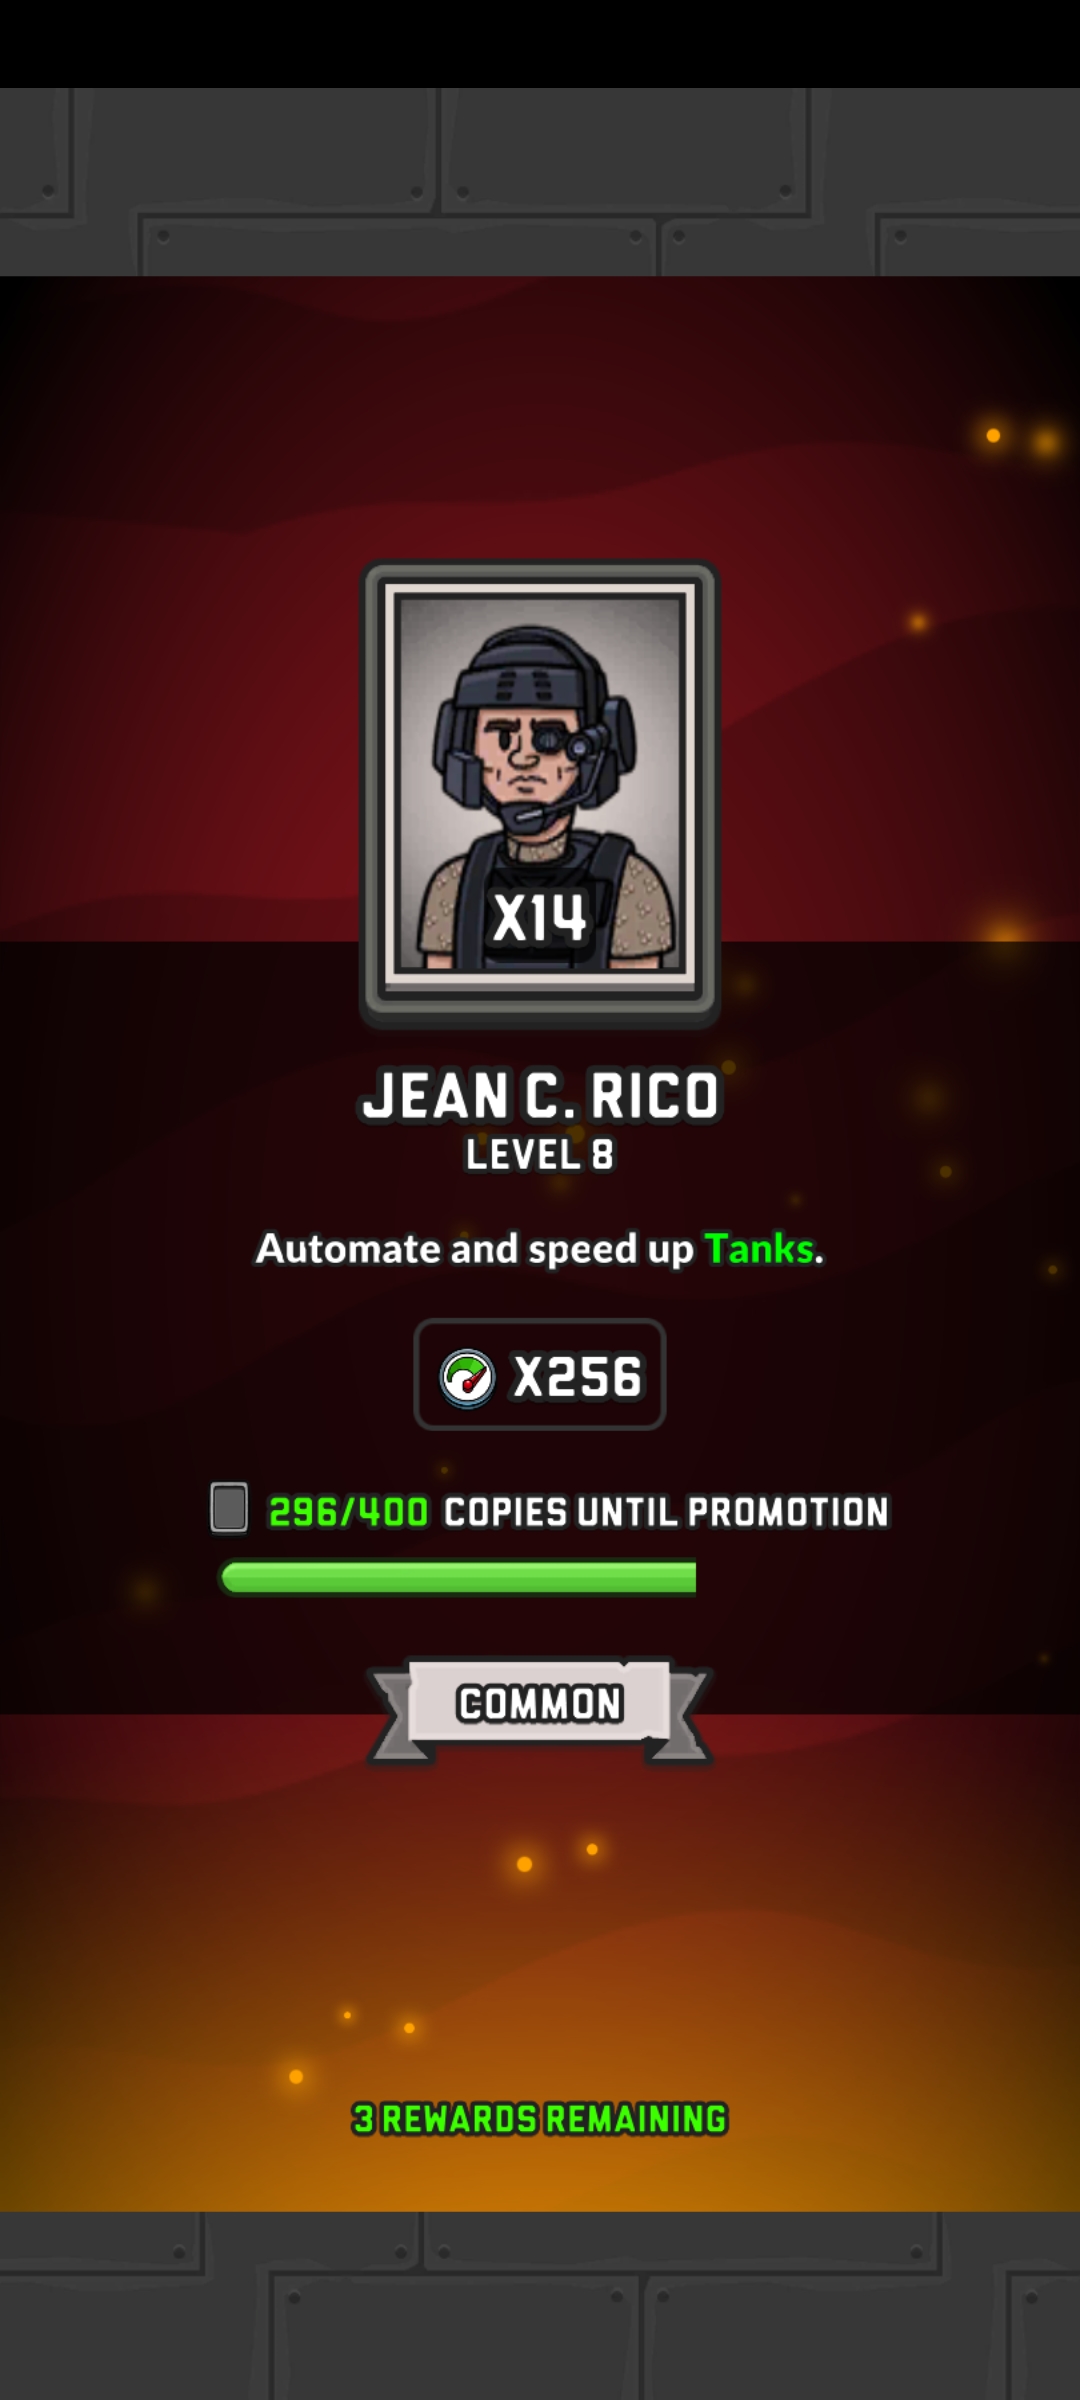 X14
JEAN C. RICO
LEVEL 8
Automate and speed up Tanks.
X256
296/400 COPIES UNTIL PROMOTION
COMMON
3 REWARDS REMAINING